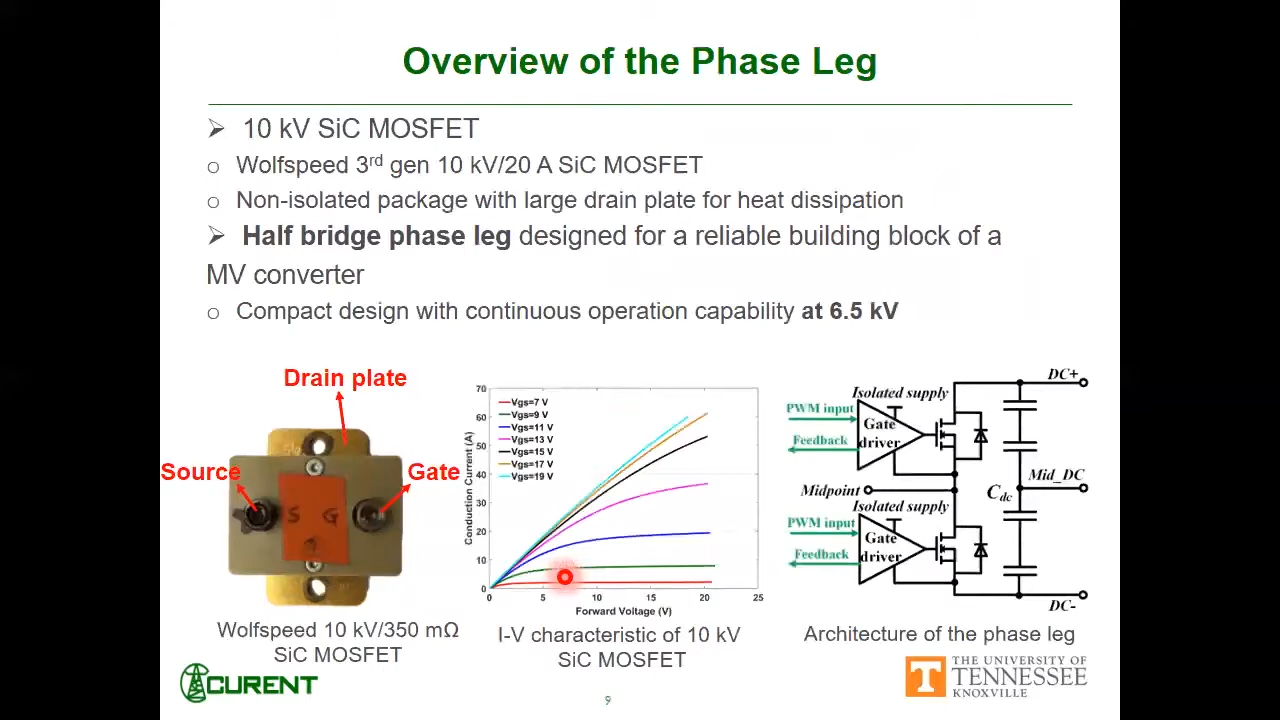 Overview of the Phase Leg
➢ 10 kV SiC MOSFET
o Wolfspeed 3rd gen 10 kV/20 A SiC MOSFET
o Non-isolated package with large drain plate for heat dissipation
➢ Half bridge phase leg designed for a reliable building block of a
MV converter
o Compact design with continuous operation capability at 6.5 kV
Drain plate
Source
Gate
S G
Wolfspeed 10 kV/350 mΩ
SiC MOSFET
Conduction Current (A)
70
60
50
40
30
20
10
0
Vgs=7 V
Vgs=9 V
Vgs=11 V
Vgs=13 V
Vgs=15 V
Vgs=17 V
Vgs=19 V
0 5 10 15 20 25
Forward Voltage (V)
I-V characteristic of 10 kV
SiC MOSFET
DC+
Isolated supply
PWM input
Gate
driver
Feedback
Midpoint
Mid_DC
Cdc
Isolated supply
PWM input
Gate
driver
Feedback
DC-
Architecture of the phase leg
CURENT
9
T
THE UNIVERSITY OF
TENNESSEE
KNOXVILLE